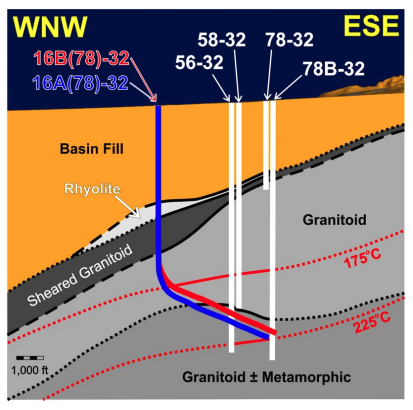 WNW
ESE
16B(78)-32
16A(78)-32
58-32
78-32
56-32
78B-32
Basin Fill
Rhyolite
Sheared Granitoid
Granitoid
175°C
225°C
1,000 ft
Granitoid ± Metamorphic